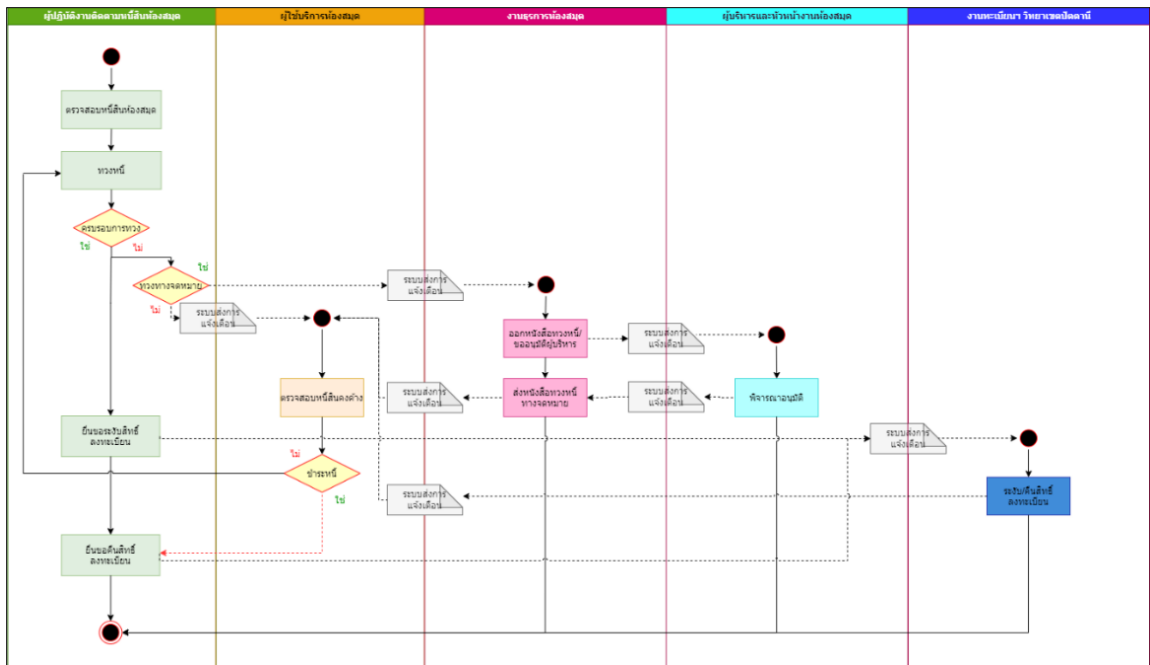 ผู้ปฏิบัติงานติดตามหนี้สินห้องสมุด
ผู้ใช้บริการห้องสมุด
งานธุรการห้องสมุด
ผู้บริหารและหัวหน้างานห้องสมุด
งานทะเบียนฯ วิทยาเขตปัตตานี
ตรวจสอบหนี้สินห้องสมุด
ทวงหนี้
ครบรอบการทวง
ใช่
ไม่
ใช่
ทวงทางจดหมาย
ไม่
ระบบส่งการ
แจ้งเตือน
ระบบส่งการ
แจ้งเตือน
ออกหนังสือทวงหนี้/
ขออนุมัติผู้บริหาร
ระบบส่งการ
แจ้งเตือน
ตรวจสอบหนี้สินคงค้าง
ระบบส่งการ
แจ้งเตือน
ส่งหนังสือทวงหนี้
ทางจดหมาย
ระบบส่งการ
แจ้งเตือน
พิจารณาอนุมัติ
ยื่นขอระงับสิทธิ์
ลงทะเบียน
ระบบส่งการ
แจ้งเตือน
ไม่
ชำระหนี้
ใช่
ระบบส่งการ
แจ้งเตือน
ระงับ/คืนสิทธิ์
ลงทะเบียน
ยื่นขอคืนสิทธิ์
ลงทะเบียน